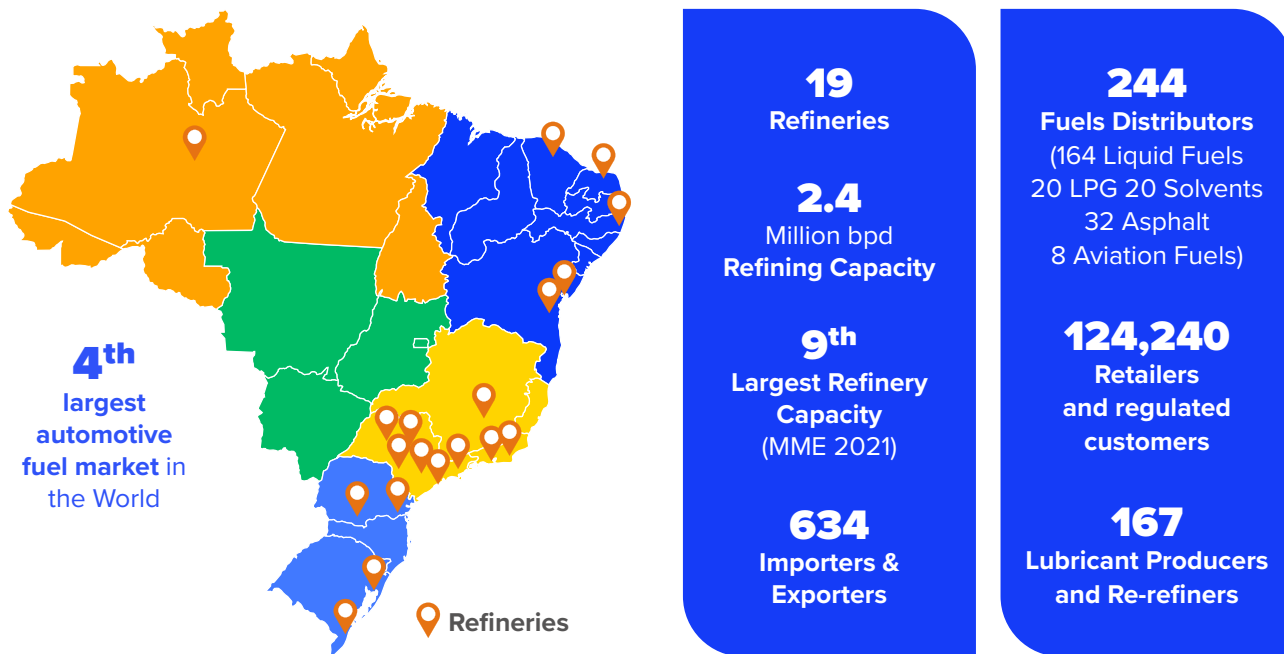 4th
largest
automotive
fuel market in
the World
Refineries
19
Refineries
2.4
Million bpd
Refining Capacity
9th
Largest Refinery
Capacity
(MME 2021)
634
Importers &
Exporters
244
Fuels Distributors
(164 Liquid Fuels
20 LPG 20 Solvents
32 Asphalt
8 Aviation Fuels)
124,240
Retailers
and regulated
customers
167
Lubricant Producers
and Re-refiners